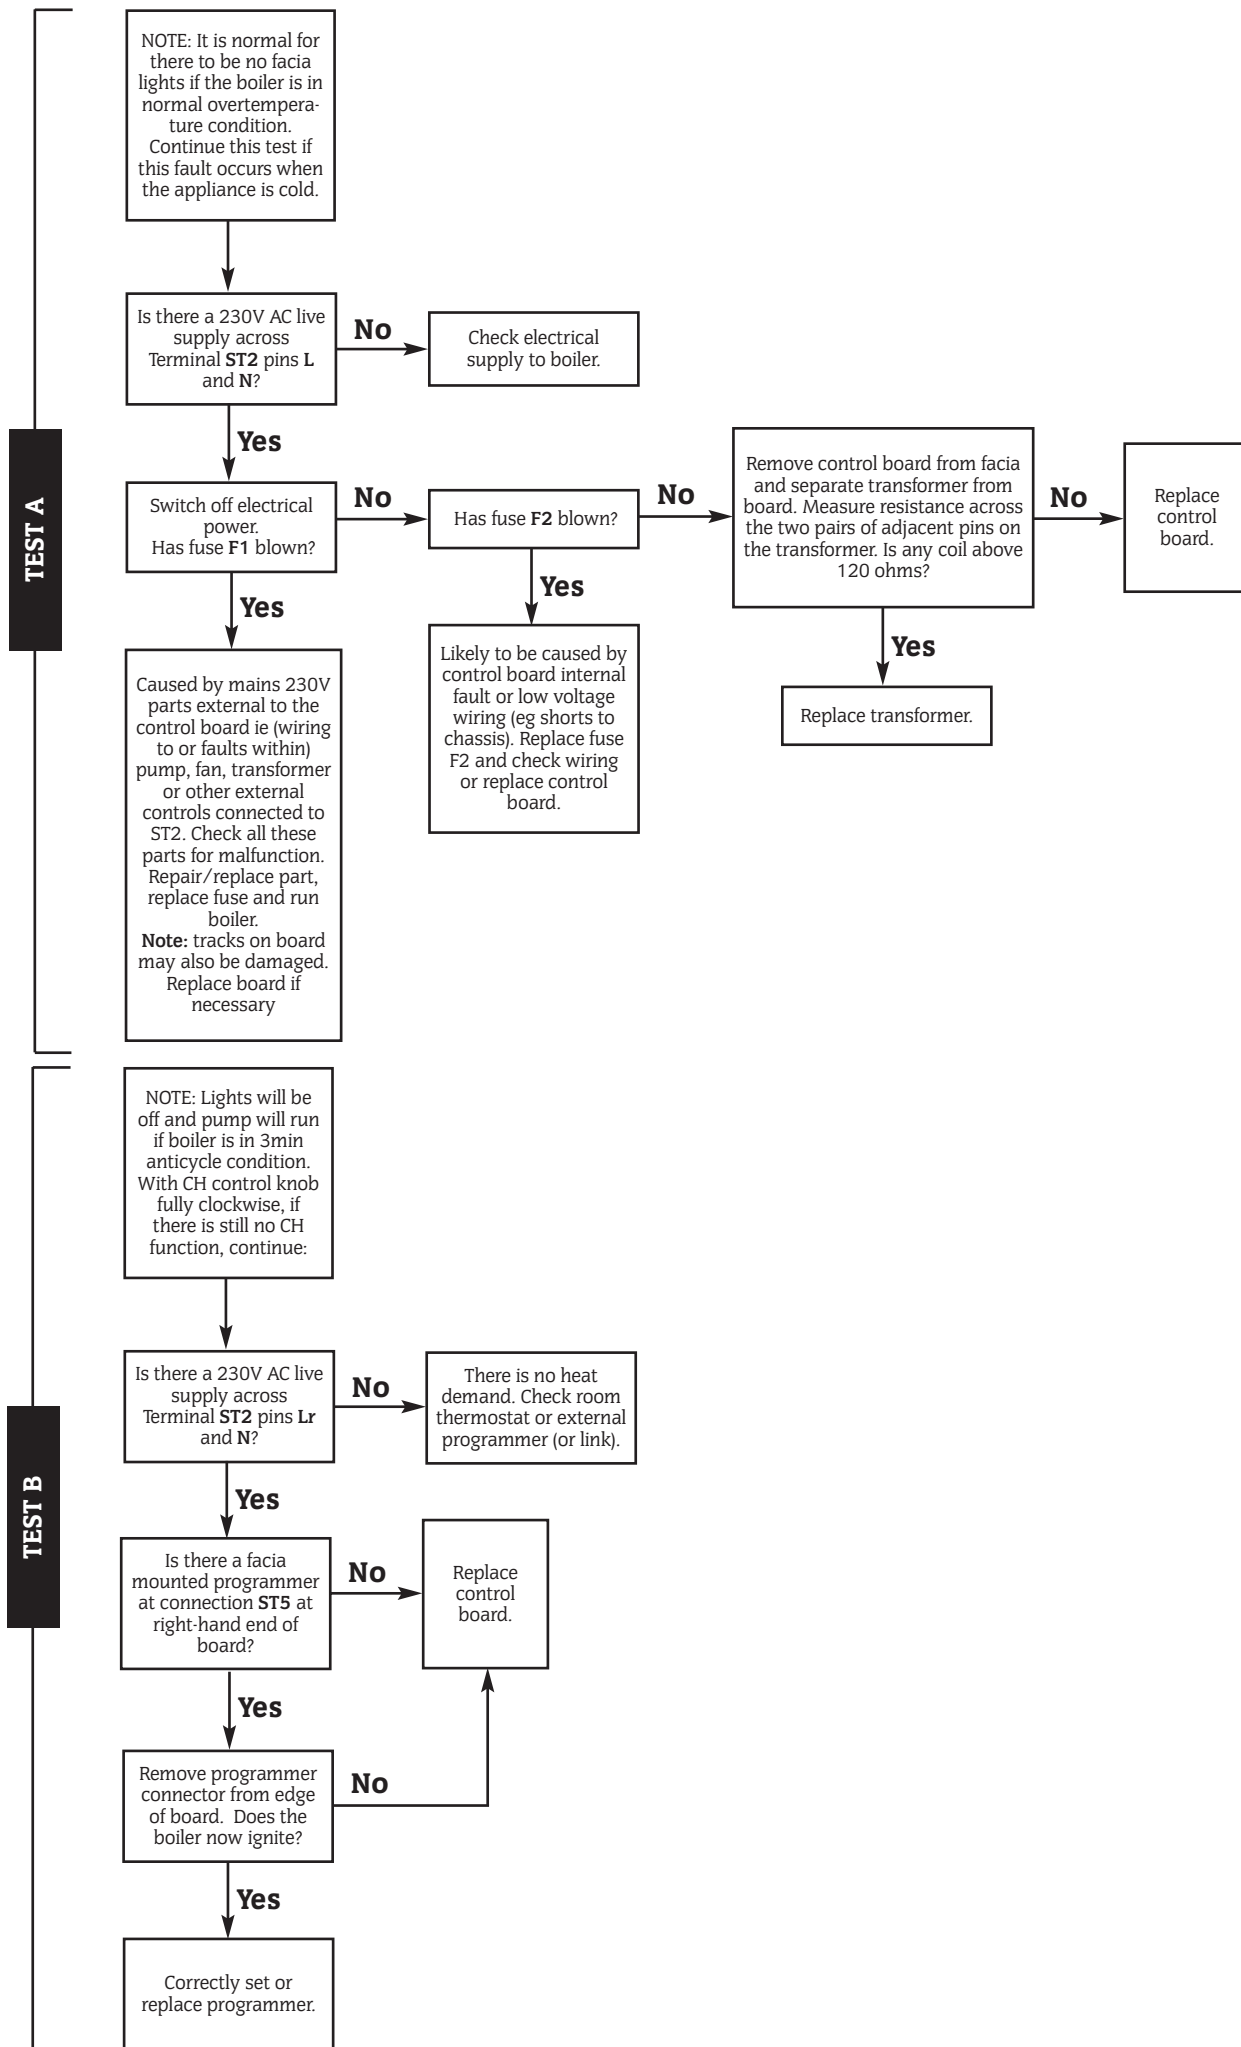 TEST A
NOTE: It is normal for
there to be no facia
lights if the boiler is in
normal overtempera-
ture condition.
Continue this test if
this fault occurs when
the appliance is cold.
Is there a 230V AC live
supply across
Terminal ST2 pins L
and N?
No
Check electrical
supply to boiler.
Yes
Switch off electrical
power.
Has fuse F1 blown?
No
Has fuse F2 blown?
No
Remove control board from facia
and separate transformer from
board. Measure resistance across
the two pairs of adjacent pins on
the transformer. Is any coil above
120 ohms?
No
Replace
control
board.
Yes
Caused by mains 230V
parts external to the
control board ie (wiring
to or faults within)
pump, fan, transformer
or other external
controls connected to
ST2. Check all these
parts for malfunction.
Repair/replace part,
replace fuse and run
boiler.
Note: tracks on board
may also be damaged.
Replace board if
necessary
Yes
Likely to be caused by
control board internal
fault or low voltage
wiring (eg shorts to
chassis). Replace fuse
F2 and check wiring
or replace control
board.
Yes
Replace transformer.
TEST B
NOTE: Lights will be
off and pump will run
if boiler is in 3min
anticycle condition.
With CH control knob
fully clockwise, if
there is still no CH
function, continue:
Is there a 230V AC live
supply across
Terminal ST2 pins Lr
and N?
No
There is no heat
demand. Check room
thermostat or external
programmer (or link).
Yes
Is there a facia
mounted programmer
at connection ST5 at
right-hand end of
board?
No
Replace
control
board.
Yes
Remove programmer
connector from edge
of board. Does the
boiler now ignite?
No
Yes
Correctly set or
replace programmer.